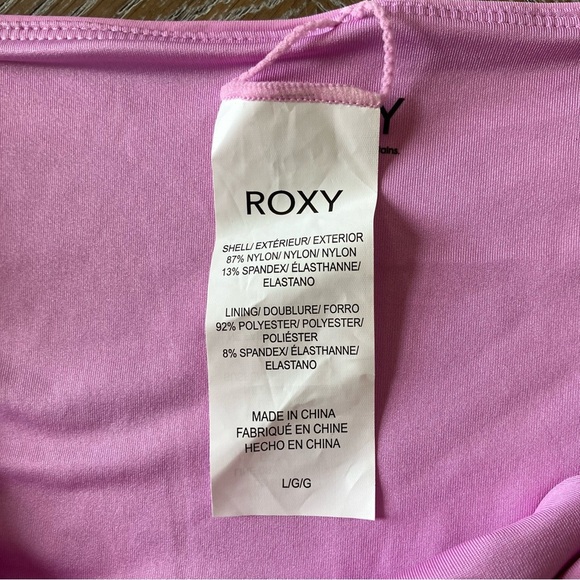 ROXY
SHELL/ EXTÉRIEUR/ EXTERIOR
87% NYLON/ NYLON/ NYLON
13% SPANDEX/ ÉLASTHANNE/
ELASTANO
LINING/ DOUBLURE/ FORRO
92% POLYESTER/ POLYESTER/
POLIÉSTER
8% SPANDEX/ ÉLASTHANNE/
ELASTANO
MADE IN CHINA
FABRIQUÉ EN CHINE
HECHO EN CHINA
L/G/G